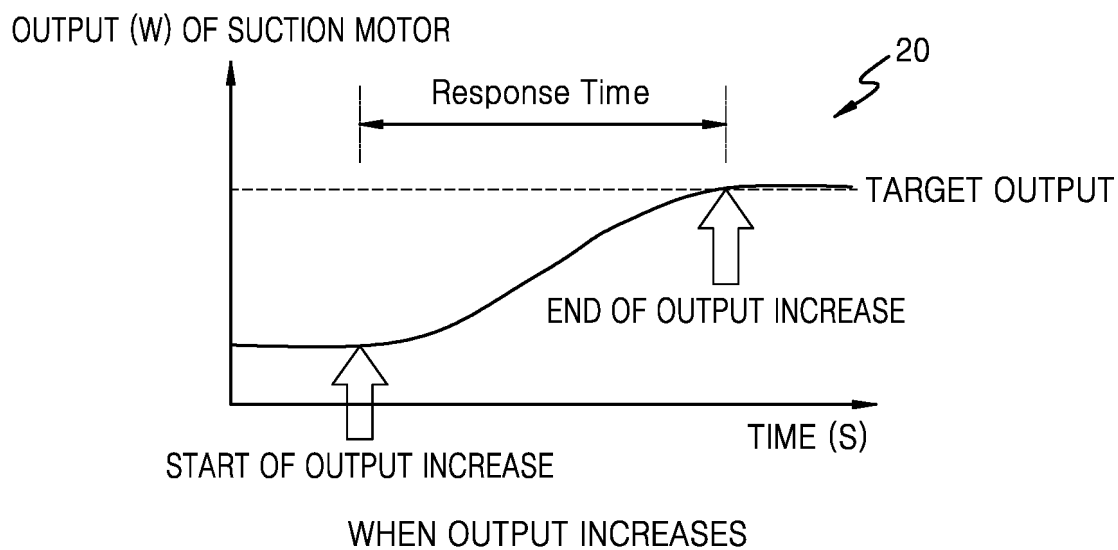 OUTPUT (W) OF SUCTION MOTOR
20
Response Time
TARGET OUTPUT
END OF OUTPUT INCREASE
TIME (S)
START OF OUTPUT INCREASE
WHEN OUTPUT INCREASES